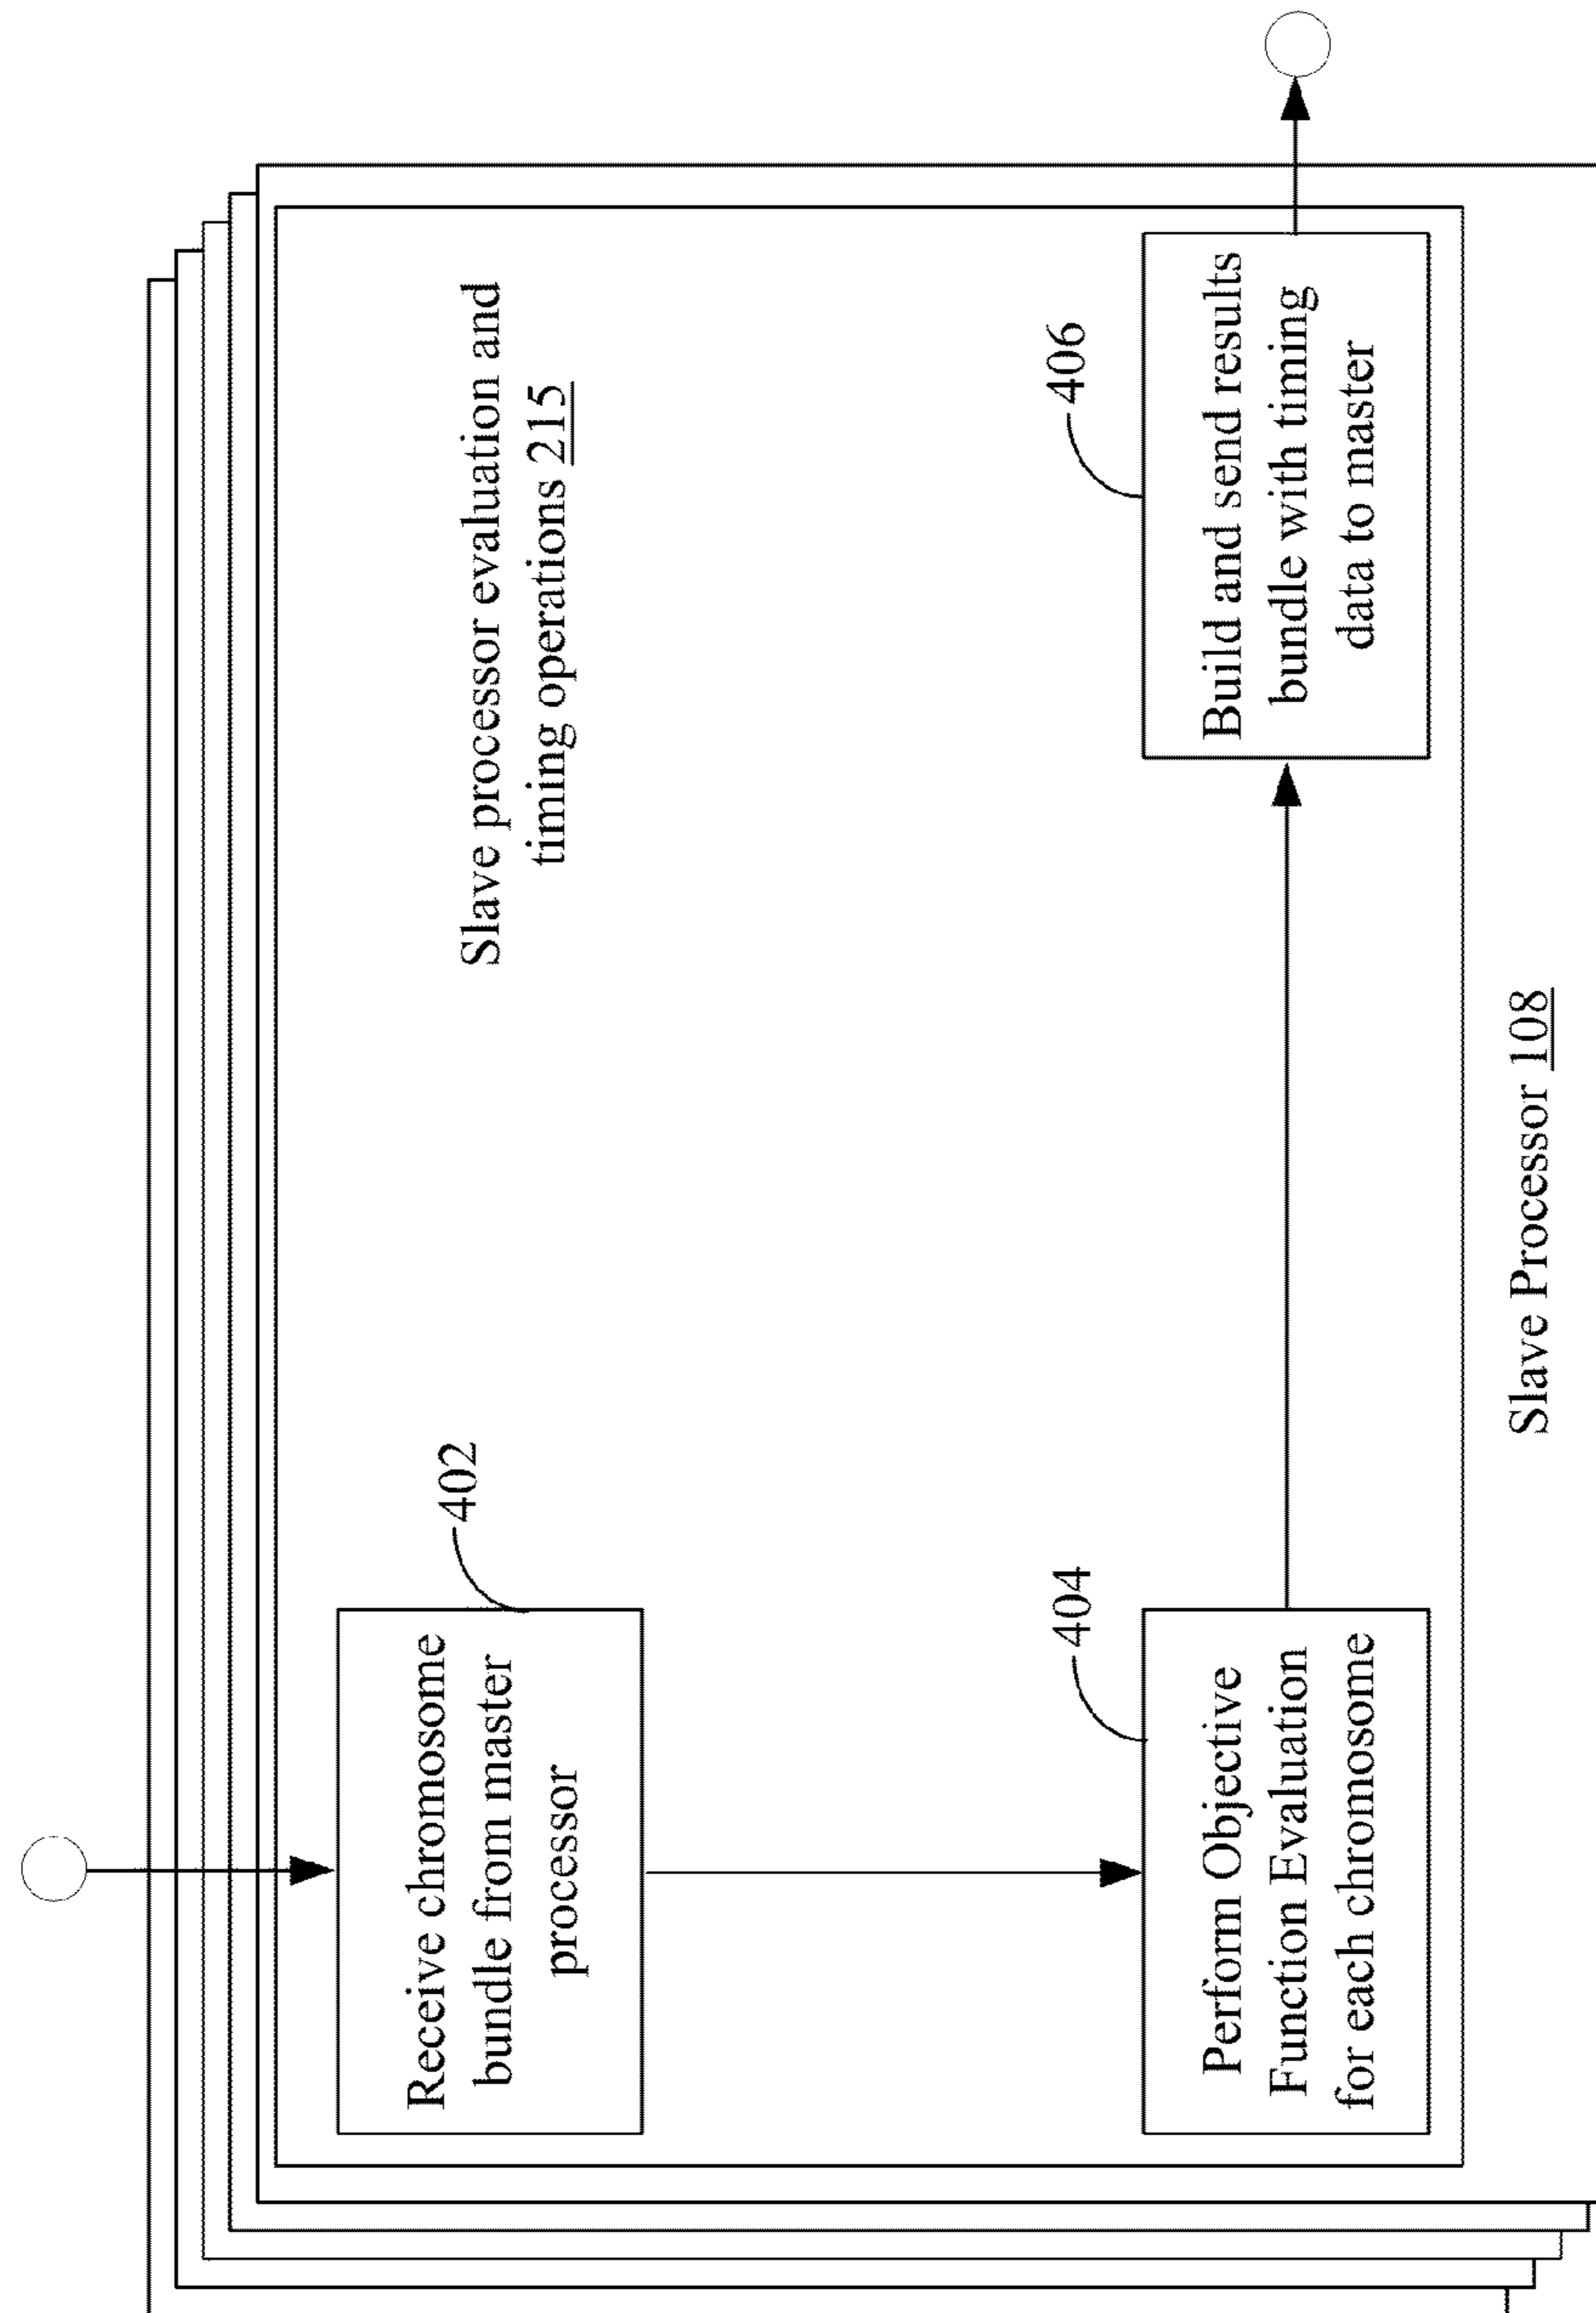 Receive chromosome
bundle from master
processor
402
Slave processor evaluation and
timing operations 215
Perform Objective
Function Evaluation
for each chromosome
404
Build and send results
bundle with timing
data to master
406
Slave Processor 108